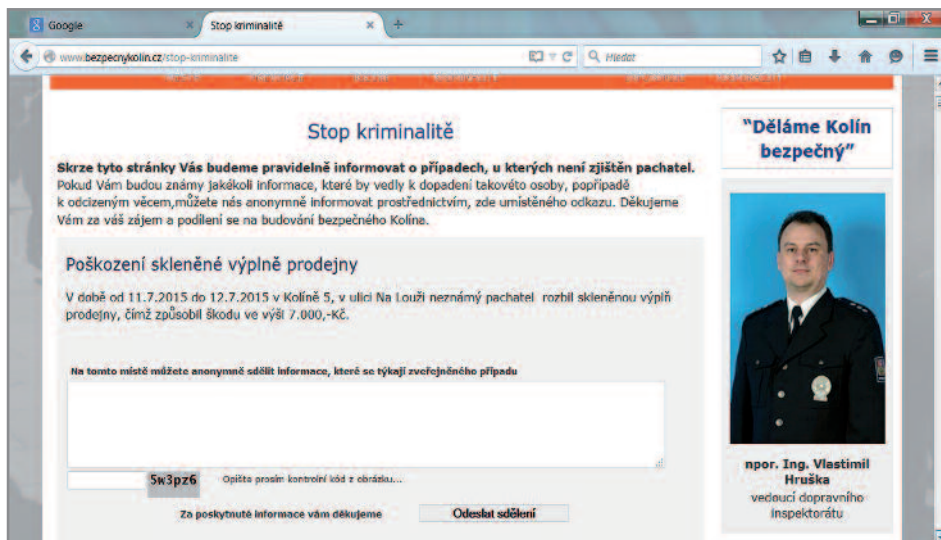 Google
Stop kriminalitě
www.bezpecnykolin.cz/stop-kriminalite
Hledat
Stop kriminalitě
Skrze tyto stránky Vás budeme pravidelně informovat o případech, u kterých není zjištěn pachatel.
Pokud Vám budou známy jakékoli informace, které by vedly k dopadení takovéto osoby, popřípadě
k odcizeným věcem,můžete nás anonymně informovat prostřednictvím, zde umístěného odkazu. Děkujeme
Vám za váš zájem a podílení se na budování bezpečného Kolína.
Poškození skleněné výplně prodejny
V době od 11.7.2015 do 12.7.2015 v Kolíně 5, v ulici Na Louži neznámý pachatel rozbil skleněnou výplň
prodejny, čímž způsobil škodu ve výši 7.000,-Kč.
Na tomto místě můžete anonymně sdělit informace, které se týkají zveřejněného případu
5w3pz6
Opište prosím kontrolní kód z obrázku...
Za poskytnuté informace vám děkujeme
Odeslat sdělení
"Děláme Kolín
bezpečný"
npor. Ing. Vlastimil
Hruška
vedoucí dopravního
inspektorátu